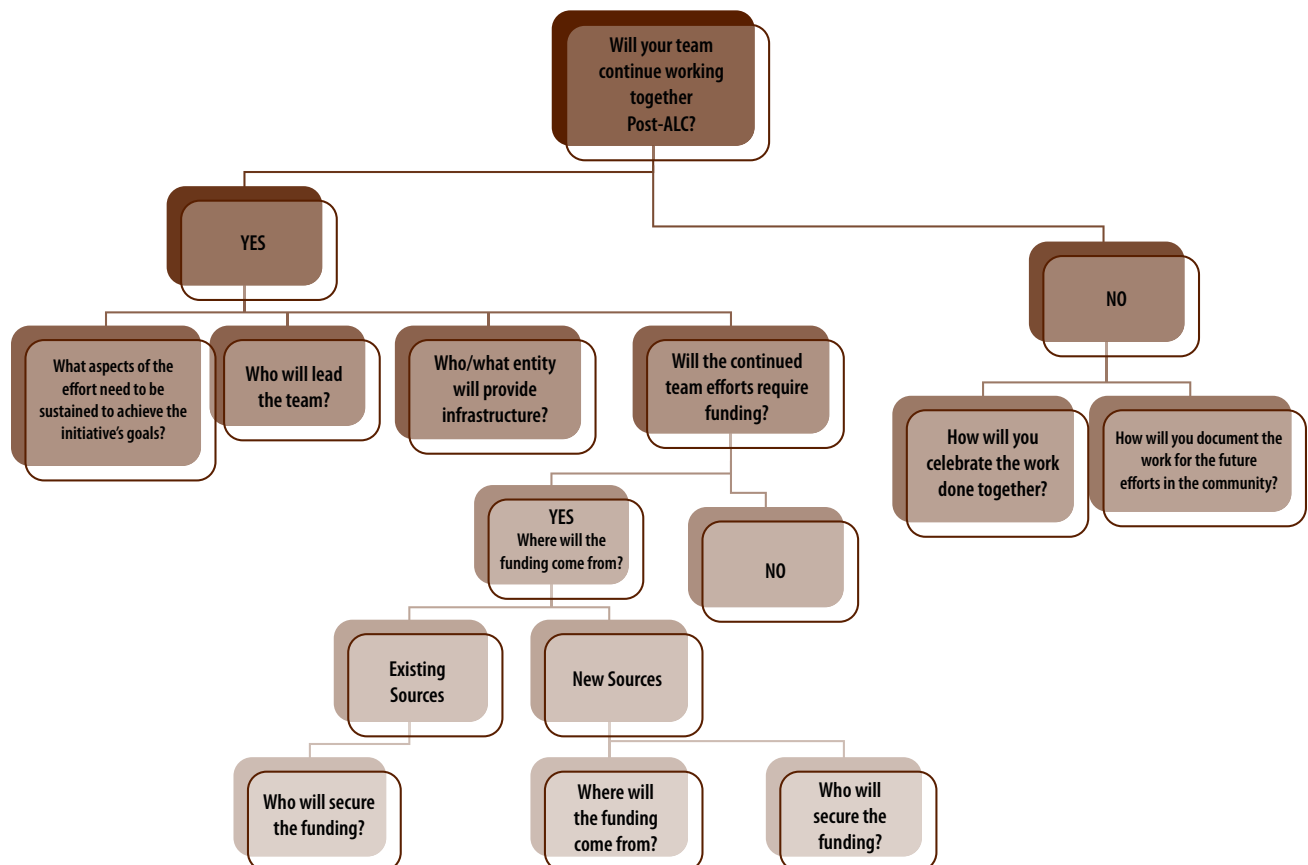 Will your team
continue working
together
Post-ALC?
YES
NO
What aspects of the
effort need to be
sustained to achieve the
initiative's goals?
Who will lead
the team?
Who/what entity
will provide
infrastructure?
Will the continued
team efforts require
funding?
How will you
celebrate the work
done together?
How will you document the
work for the future
efforts in the community?
YES
Where will the
funding come from?
NO
Existing
Sources
New Sources
Who will secure
the funding?
Where will
the funding
come from?
Who will
secure the
funding?